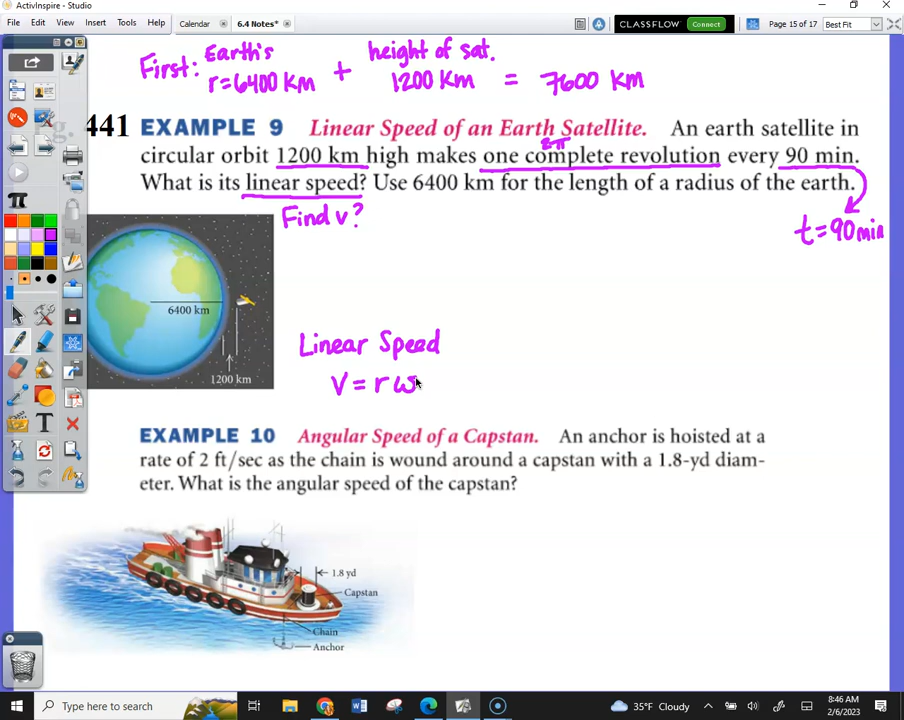 ActivInspire - Studio
File Edit View Insert Tools Help
Calendar
6.4 Notes*
CLASSFLOW Connect
Page 15 of 17
Best Fit
First: Earth's r=6400 Km + height of sat. 1200 Km = 7600 KM
441 EXAMPLE 9 Linear Speed of an Earth Satellite. An earth satellite in
2π
circular orbit 1200 km high makes one complete revolution every 90 min.
What is its linear speed? Use 6400 km for the length of a radius of the earth.
Find v?
t=90min
6400 km
1200 km
Linear Speed
V = r ω
EXAMPLE 10 Angular Speed of a Capstan. An anchor is hoisted at a
rate of 2 ft/sec as the chain is wound around a capstan with a 1.8-yd diam-
eter. What is the angular speed of the capstan?
1.8 yd
Capstan
Chain
Anchor
Type here to search
35°F Cloudy
8:46 AM
2/6/2023